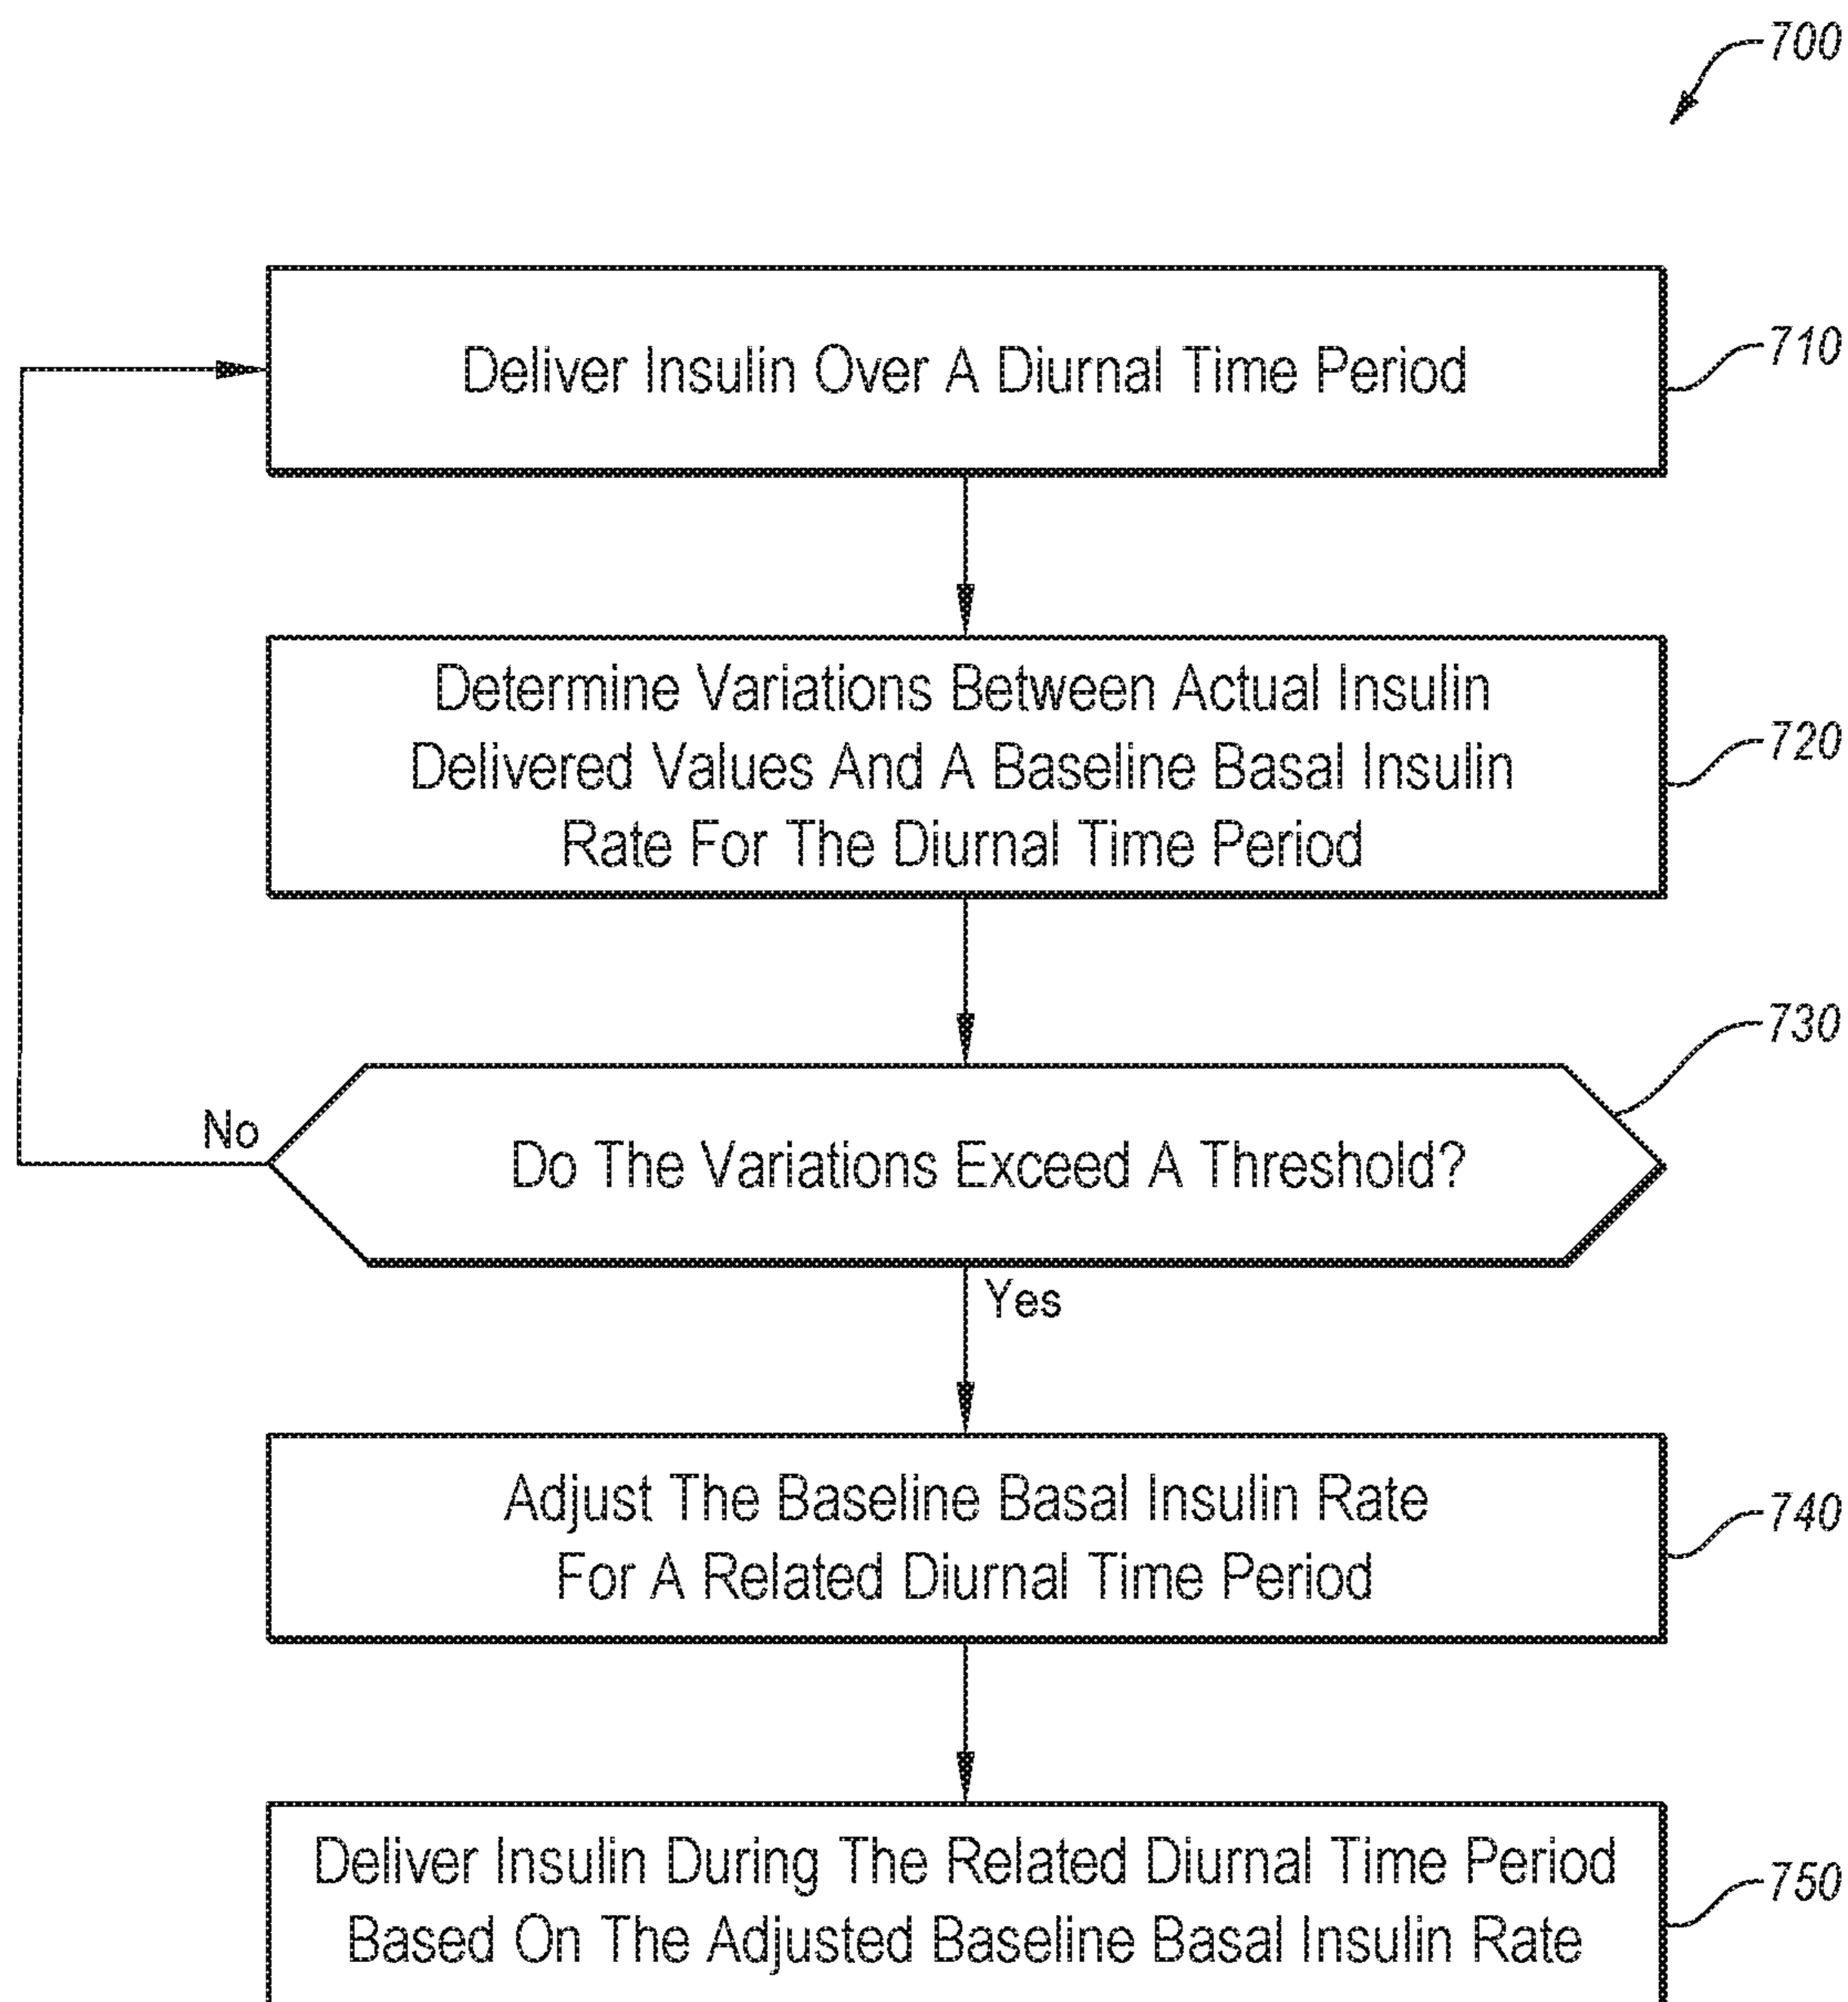 700
Deliver Insulin Over A Diurnal Time Period
710
Determine Variations Between Actual Insulin
Delivered Values And A Baseline Basal Insulin
Rate For The Diurnal Time Period
720
730
No
Do The Variations Exceed A Threshold?
Yes
Adjust The Baseline Basal Insulin Rate
For A Related Diurnal Time Period
740
Deliver Insulin During The Related Diurnal Time Period
Based On The Adjusted Baseline Basal Insulin Rate
750